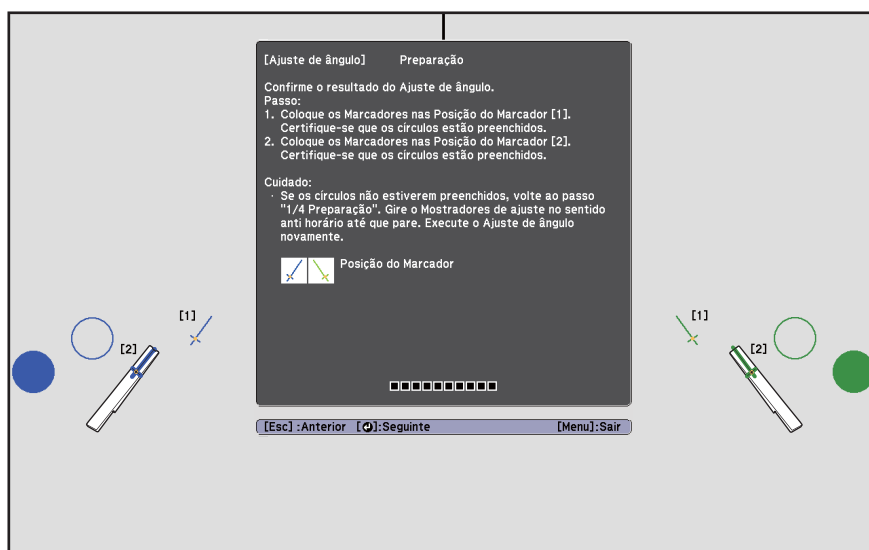 [Ajuste de ângulo] Preparação
Confirme o resultado do Ajuste de ângulo.
Passo:
1. Coloque os Marcadores nas Posição do Marcador [1].
Certifique-se que os círculos estão preenchidos.
2. Coloque os Marcadores nas Posição do Marcador [2].
Certifique-se que os círculos estão preenchidos.
Cuidado:
· Se os círculos não estiverem preenchidos, volte ao passo
"1/4 Preparação". Gire o Mostradores de ajuste no sentido
anti horário até que pare. Execute o Ajuste de ângulo
novamente.
Posição do Marcador
[1]
[2]
[1]
[2]
[Esc] :Anterior [↵]:Seguinte [Menu]:Sair